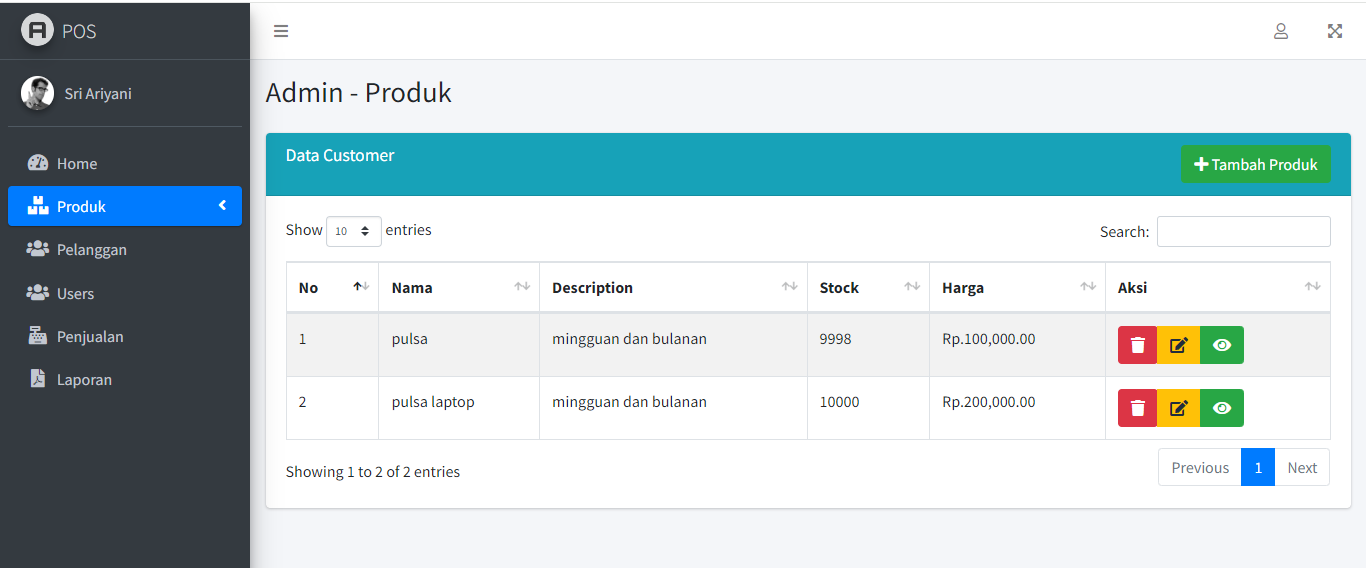 POS
Sri Ariyani
Home
Produk
Pelanggan
Users
Penjualan
Laporan
Admin - Produk
Data Customer
Tambah Produk
Show 10 entries
Search:
No Nama Description Stock Harga Aksi
1 pulsa mingguan dan bulanan 9998 Rp.100,000.00
2 pulsa laptop mingguan dan bulanan 10000 Rp.200,000.00
Showing 1 to 2 of 2 entries
Previous 1 Next